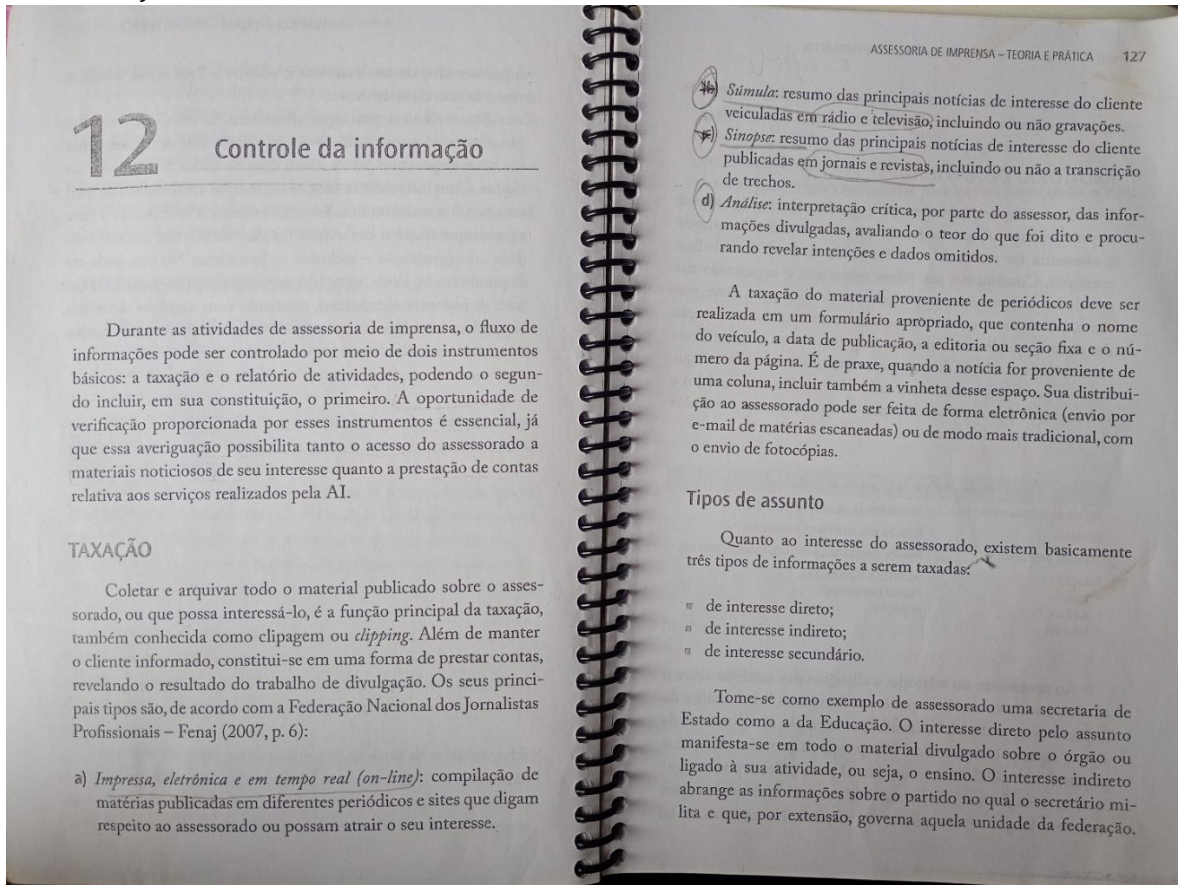 12 Controle da informação
Durante as atividades de assessoria de imprensa, o fluxo de
informações pode ser controlado por meio de dois instrumentos
básicos: a taxação e o relatório de atividades, podendo o segun-
do incluir, em sua constituição, o primeiro. A oportunidade de
verificação proporcionada por esses instrumentos é essencial, já
que essa averiguação possibilita tanto o acesso do assessorado a
materiais noticiosos de seu interesse quanto a prestação de contas
relativa aos serviços realizados pela AI.
TAXAÇÃO
Coletar e arquivar todo o material publicado sobre o asses-
sorado, ou que possa interessá-lo, é a função principal da taxação,
também conhecida como clipagem ou clipping. Além de manter
o cliente informado, constitui-se em uma forma de prestar contas,
revelando o resultado do trabalho de divulgação. Os seus princi-
pais tipos são, de acordo com a Federação Nacional dos Jornalistas
Profissionais – Fenaj (2007, p. 6):
a) Impressa, eletrônica e em tempo real (on-line): compilação de
matérias publicadas em diferentes periódicos e sites que digam
respeito ao assessorado ou possam atrair o seu interesse.
ASSESSORIA DE IMPRENSA – TEORIA E PRÁTICA 127
b) Súmula: resumo das principais notícias de interesse do cliente
veiculadas em rádio e televisão, incluindo ou não gravações.
c) Sinopse: resumo das principais notícias de interesse do cliente
publicadas em jornais e revistas, incluindo ou não a transcrição
de trechos.
d) Análise: interpretação crítica, por parte do assessor, das infor-
mações divulgadas, avaliando o teor do que foi dito e procu-
rando revelar intenções e dados omitidos.
A taxação do material proveniente de periódicos deve ser
realizada em um formulário apropriado, que contenha o nome
do veículo, a data de publicação, a editoria ou seção fixa e o nú-
mero da página. É de praxe, quando a notícia for proveniente de
uma coluna, incluir também a vinheta desse espaço. Sua distribui-
ção ao assessorado pode ser feita de forma eletrônica (envio por
e-mail de matérias escaneadas) ou de modo mais tradicional, com
o envio de fotocópias.
Tipos de assunto
Quanto ao interesse do assessorado, existem basicamente
três tipos de informações a serem taxadas:
▪ de interesse direto;
▪ de interesse indireto;
▪ de interesse secundário.
Tome-se como exemplo de assessorado uma secretaria de
Estado como a da Educação. O interesse direto pelo assunto
manifesta-se em todo o material divulgado sobre o órgão ou
ligado à sua atividade, ou seja, o ensino. O interesse indireto
abrange as informações sobre o partido no qual o secretário mi-
lita e que, por extensão, governa aquela unidade da federação.